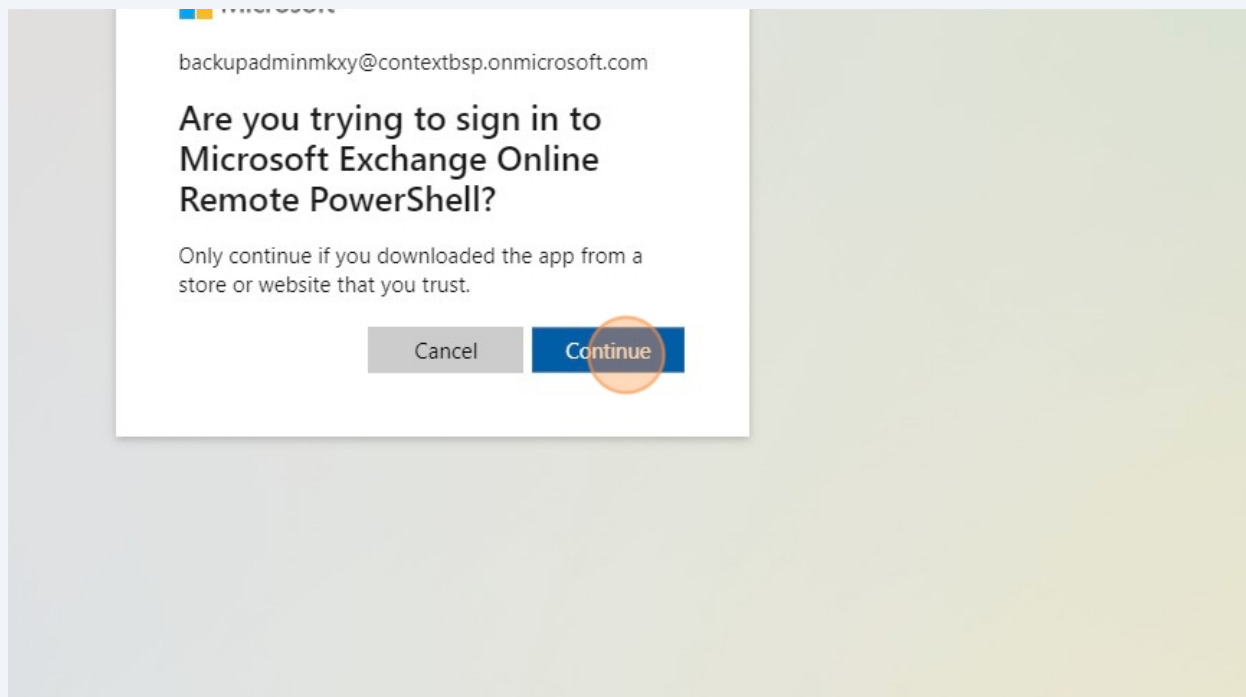 Microsoft
backupadminmkxy@contextbsp.onmicrosoft.com
Are you trying to sign in to
Microsoft Exchange Online
Remote PowerShell?
Only continue if you downloaded the app from a
store or website that you trust.
Cancel
Continue